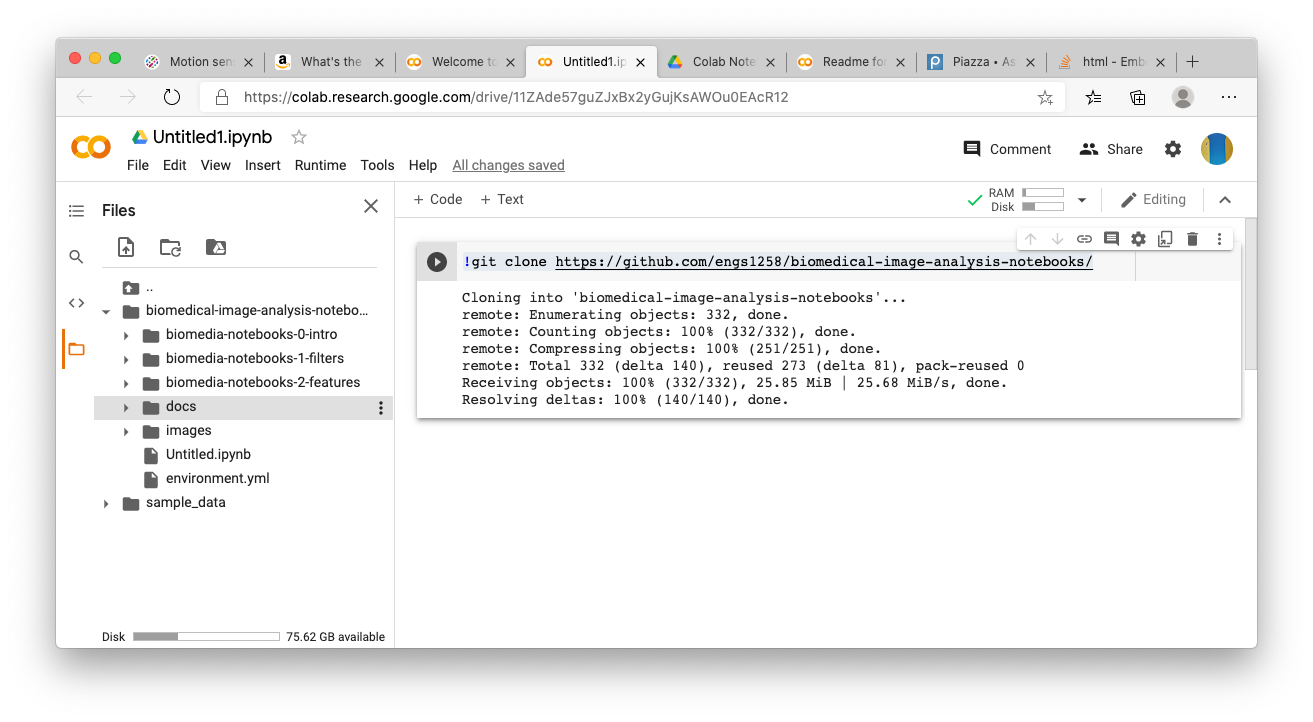 Motion sen
What's the
Welcome to
Untitled1.ip
Colab Note
Readme for
Piazza • As
html - Emb
https://colab.research.google.com/drive/11ZAde57guZJxBx2yGujKsAWOu0EAcR12
Untitled1.ipynb
File Edit View Insert Runtime Tools Help All changes saved
Comment
Share
Files
+ Code + Text
RAM
Disk
Editing
..
biomedical-image-analysis-notebo...
biomedia-notebooks-0-intro
biomedia-notebooks-1-filters
biomedia-notebooks-2-features
docs
images
Untitled.ipynb
environment.yml
sample_data
Disk 75.62 GB available
!git clone https://github.com/engs1258/biomedical-image-analysis-notebooks/
Cloning into 'biomedical-image-analysis-notebooks'...
remote: Enumerating objects: 332, done.
remote: Counting objects: 100% (332/332), done.
remote: Compressing objects: 100% (251/251), done.
remote: Total 332 (delta 140), reused 273 (delta 81), pack-reused 0
Receiving objects: 100% (332/332), 25.85 MiB | 25.68 MiB/s, done.
Resolving deltas: 100% (140/140), done.